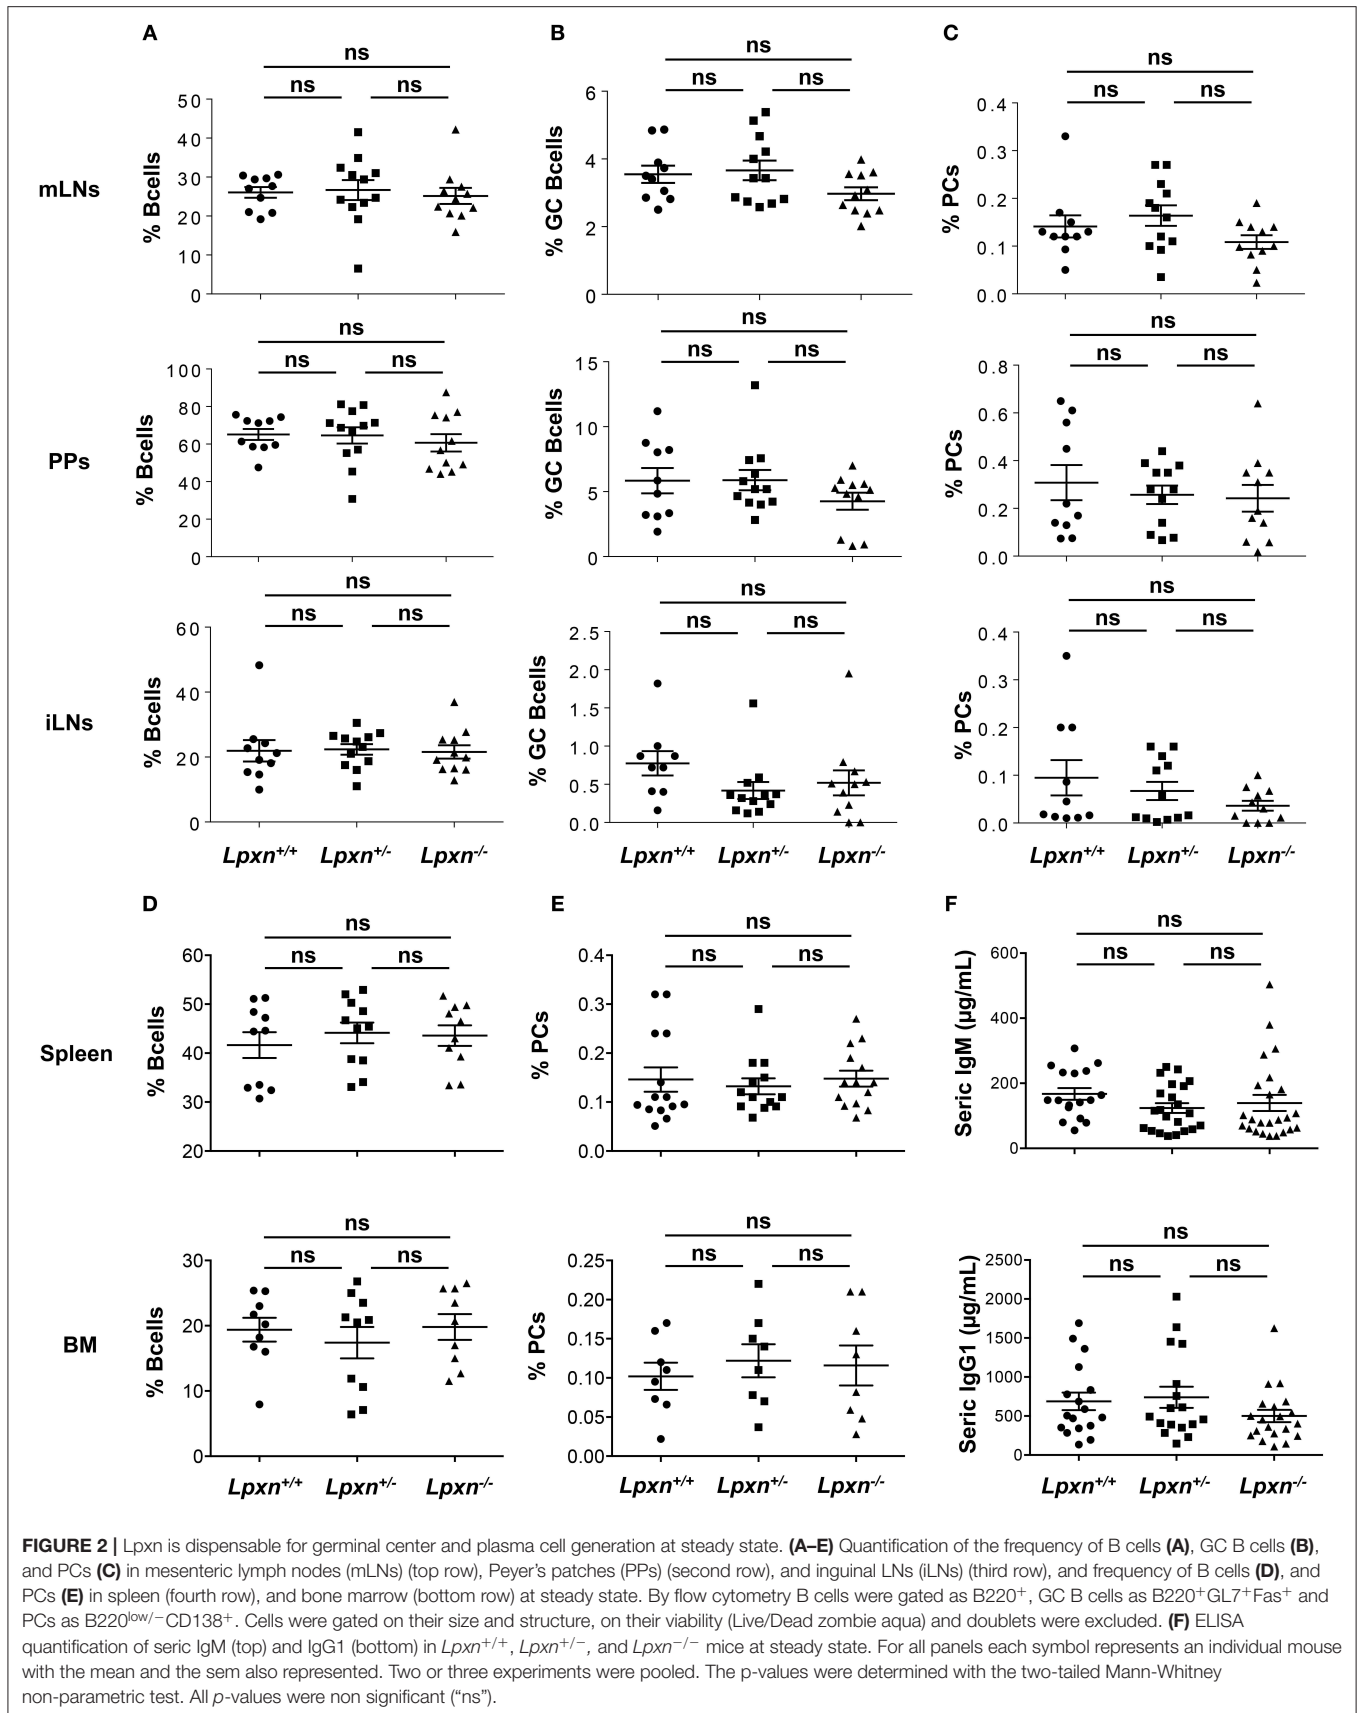 A
B
C
ns
ns ns
ns
ns ns
ns
ns ns
mLNs
% Bcells
50
40
30
20
10
0
% GC Bcells
6
4
2
0
% PCs
0.4
0.3
0.2
0.1
0.0
ns
ns ns
ns
ns ns
ns
ns ns
PPs
% Bcells
100
80
60
40
20
0
% GC Bcells
15
10
5
0
% PCs
0.8
0.6
0.4
0.2
0.0
ns
ns ns
ns
ns ns
ns
ns ns
iLNs
% Bcells
60
40
20
0
% GC Bcells
2.5
2.0
1.5
1.0
0.5
0.0
% PCs
0.4
0.3
0.2
0.1
0.0
Lpxn+/+ Lpxn+/- Lpxn-/-
Lpxn+/+ Lpxn+/- Lpxn-/-
Lpxn+/+ Lpxn+/- Lpxn-/-
D
E
F
ns
ns ns
ns
ns ns
ns
ns ns
Spleen
% Bcells
60
50
40
30
20
% PCs
0.4
0.3
0.2
0.1
0.0
Seric IgM (µg/mL)
600
400
200
0
ns
ns ns
ns
ns ns
ns
ns ns
BM
% Bcells
30
20
10
0
% PCs
0.25
0.20
0.15
0.10
0.05
0.00
Seric IgG1 (µg/mL)
2500
2000
1500
1000
500
0
Lpxn+/+ Lpxn+/- Lpxn-/-
Lpxn+/+ Lpxn+/- Lpxn-/-
Lpxn+/+ Lpxn+/- Lpxn-/-
FIGURE 2 | Lpxn is dispensable for germinal center and plasma cell generation at steady state. (A–E) Quantification of the frequency of B cells (A), GC B cells (B),
and PCs (C) in mesenteric lymph nodes (mLNs) (top row), Peyer's patches (PPs) (second row), and inguinal LNs (iLNs) (third row), and frequency of B cells (D), and
PCs (E) in spleen (fourth row), and bone marrow (bottom row) at steady state. By flow cytometry B cells were gated as B220+, GC B cells as B220+GL7+Fas+ and
PCs as B220low/−CD138+. Cells were gated on their size and structure, on their viability (Live/Dead zombie aqua) and doublets were excluded. (F) ELISA
quantification of seric IgM (top) and IgG1 (bottom) in Lpxn+/+, Lpxn+/−, and Lpxn−/− mice at steady state. For all panels each symbol represents an individual mouse
with the mean and the sem also represented. Two or three experiments were pooled. The p-values were determined with the two-tailed Mann-Whitney
non-parametric test. All p-values were non significant (“ns”).